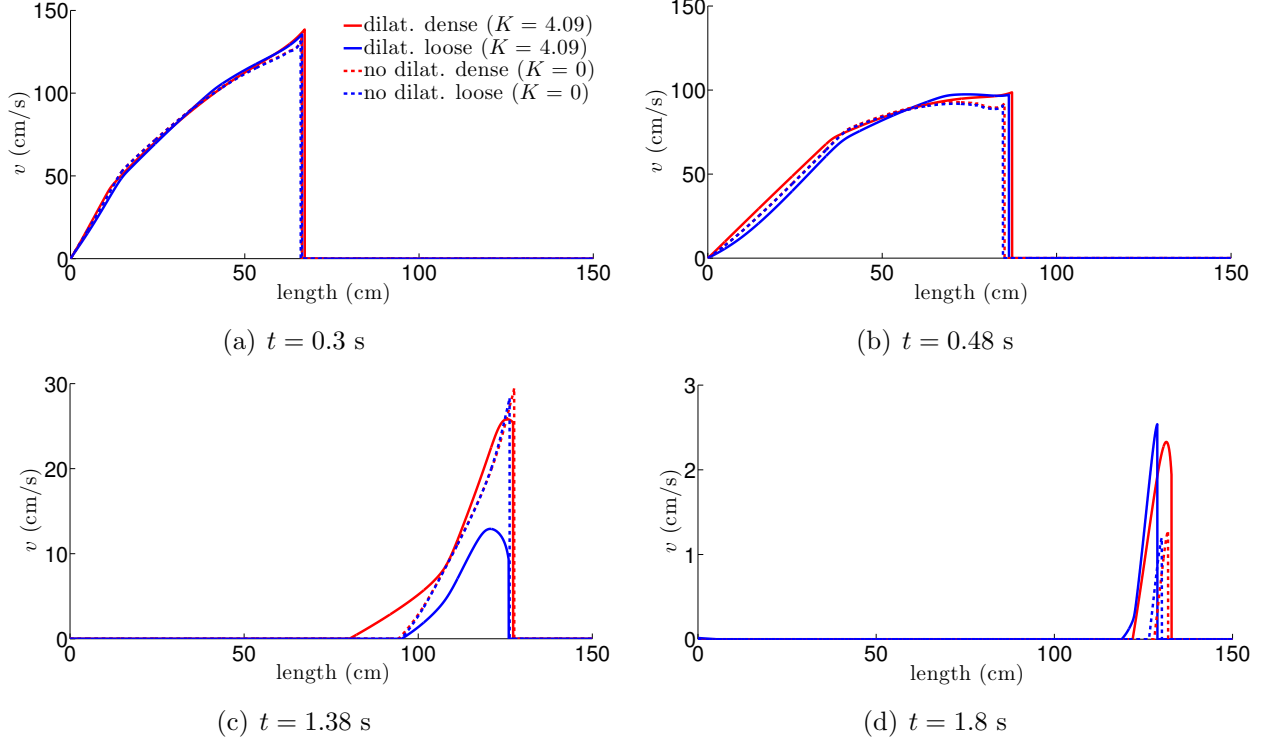 150
100
50
0
v (cm/s)
0 50 100 150
length (cm)
dilat. dense (K = 4.09)
dilat. loose (K = 4.09)
no dilat. dense (K = 0)
no dilat. loose (K = 0)
(a) t = 0.3 s
150
100
50
0
v (cm/s)
0 50 100 150
length (cm)
(b) t = 0.48 s
30
20
10
0
v (cm/s)
0 50 100 150
length (cm)
(c) t = 1.38 s
3
2
1
0
v (cm/s)
0 50 100 150
length (cm)
(d) t = 1.8 s